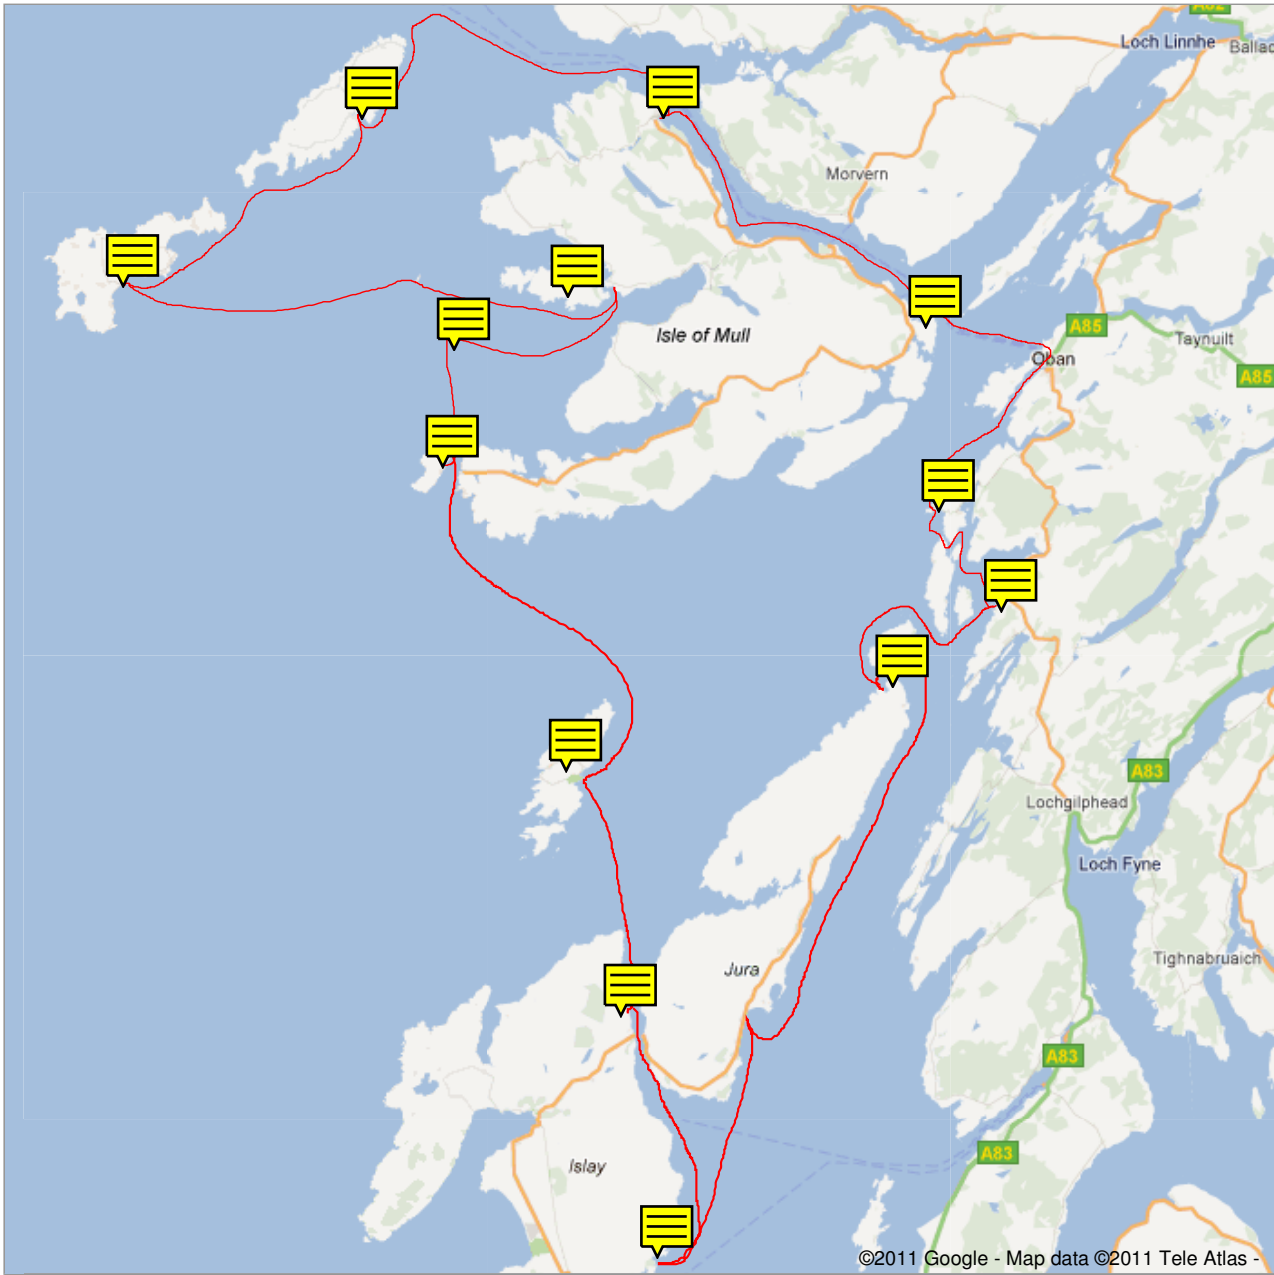 A82
Loch Linnhe
Ballac
Morvern
A85
Isle of Mull
Taynuilt
Oban
A85
A83
Lochgilphead
Loch Fyne
Tighnabruaich
Jura
A83
A83
Islay
©2011 Google - Map data ©2011 Tele Atlas -